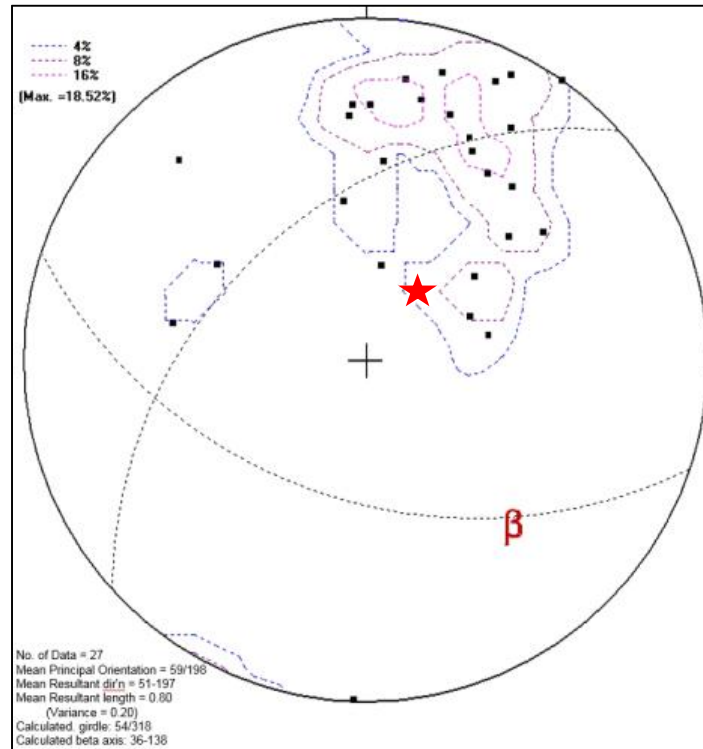 4%
8%
16%
(Max. =18.52%)
β
No. of Data = 27
Mean Principal Orientation = 59/198
Mean Resultant dir'n = 51-197
Mean Resultant length = 0.80
(Variance = 0.20)
Calculated. girdle: 54/318
Calculated beta axis: 36-138